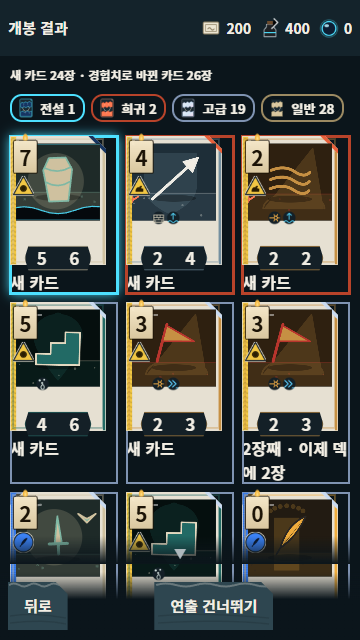 개봉 결과 200 400 0
새 카드 24장 · 경험치로 바뀐 카드 26장
전설 1 희귀 2 고급 19 일반 28
7 4 2
5 6 2 4 2 2
새 카드 새 카드 새 카드
5 3 3
4 6 2 3 2 3
새 카드 새 카드 2장째 · 이제 덱
에 2장
2 5 0
뒤로 연출 건너뛰기